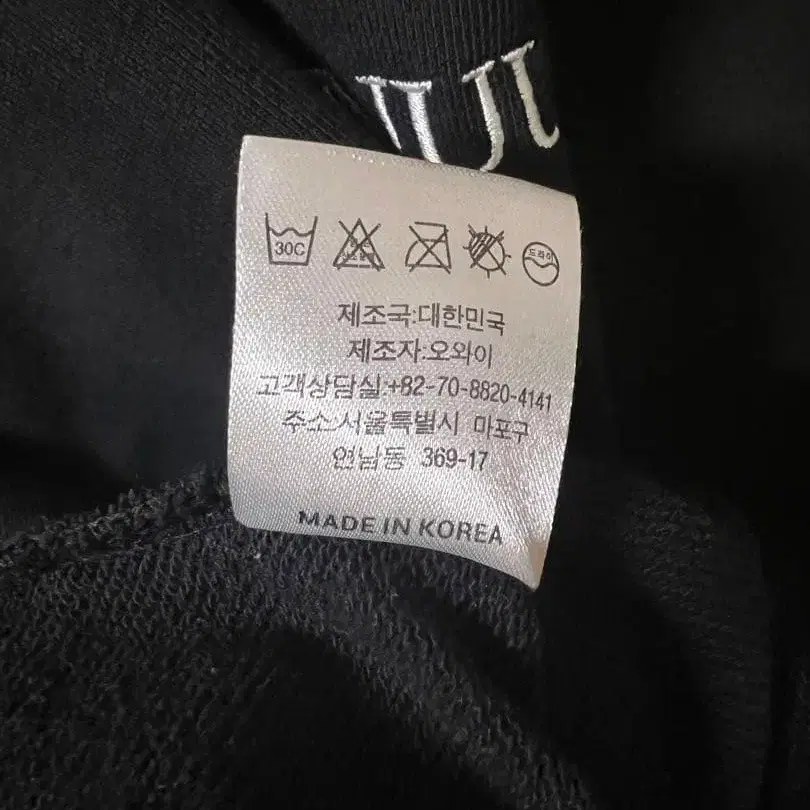 30C
드라이
제조국:대한민국
제조자:오와이
고객상담실:+82-70-8820-4141
주소:서울특별시 마포구
연남동 369-17
MADE IN KOREA